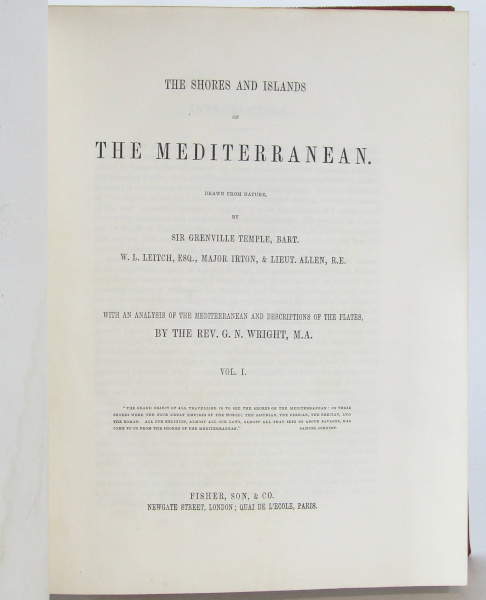 THE SHORES AND ISLANDS
OF
THE MEDITERRANEAN.
DRAWN FROM NATURE,
BY
SIR GRENVILLE TEMPLE, BART.
W. L. LEITCH, ESQ., MAJOR IRTON, & LIEUT. ALLEN, R.E.
WITH AN ANALYSIS OF THE MEDITERRANEAN AND DESCRIPTIONS OF THE PLATES,
BY THE REV. G. N. WRIGHT, M.A.
VOL. I.
"THE GRAND OBJECT OF ALL TRAVELLING IS TO SEE THE SHORES OF THE MEDITERRANEAN: ON THEIR
SHORES WERE THE FOUR GREAT EMPIRES OF THE WORLD; THE ASSYRIAN, THE PERSIAN, THE GRECIAN, AND
THE ROMAN. ALL OUR RELIGION, ALMOST ALL OUR LAWS, ALMOST ALL THAT SETS US ABOVE SAVAGES, HAS
COME TO US FROM THE SHORES OF THE MEDITERRANEAN." SAMUEL JOHNSON.
FISHER, SON, & CO.
NEWGATE STREET, LONDON; QUAI DE L'ECOLE, PARIS.